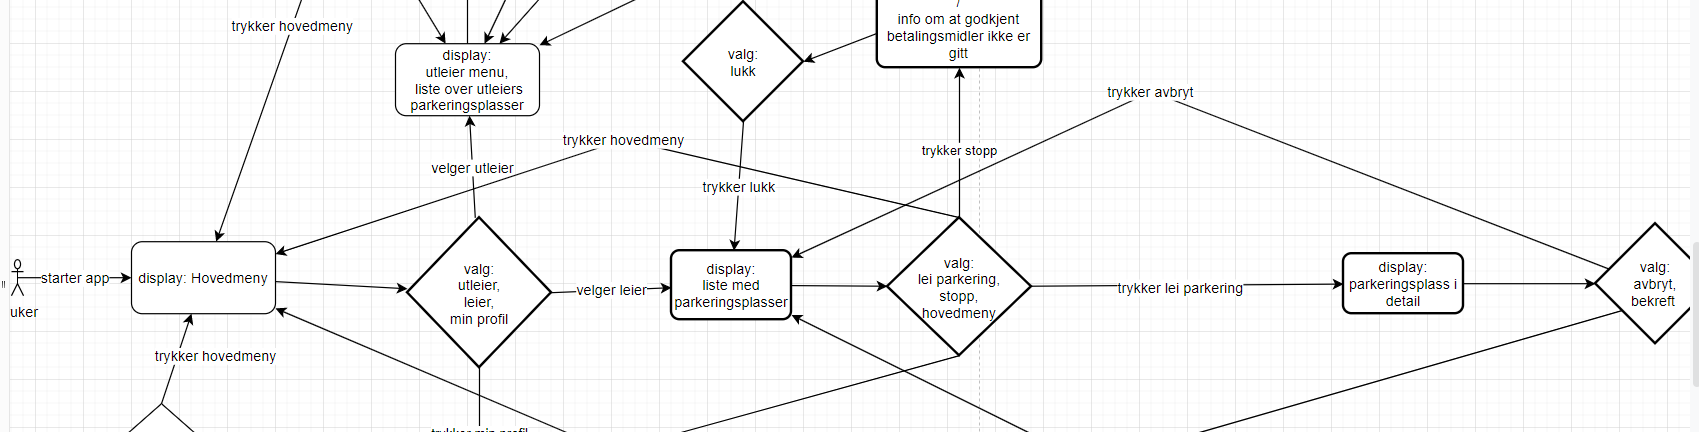 trykker hovedmeny
info om at godkjent
betalingsmidler ikke er
gitt
valg:
lukk
display:
utleier menu,
liste over utleiers
parkeringsplasser
trykker avbryt
trykker hovedmeny
trykker stopp
velger utleier
trykker lukk
starter app
uker
display: Hovedmeny
valg:
utleier,
leier,
min profil
velger leier
display:
liste med
parkeringsplasser
valg:
lei parkering,
stopp,
hovedmeny
trykker lei parkering
display:
parkeringsplass i
detail
valg:
avbryt,
bekreft
trykker hovedmeny
trykker min profil